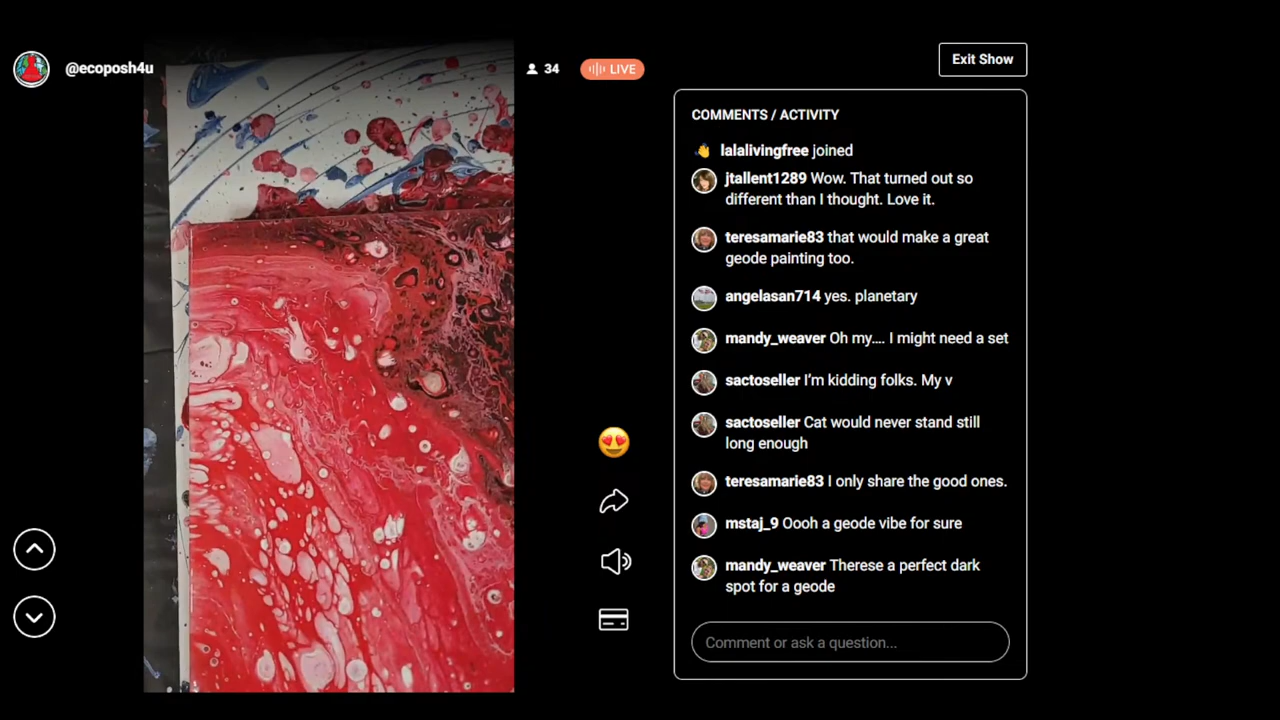 @ecoposh4u
34
LIVE
Exit Show
COMMENTS / ACTIVITY
lalalivingfree joined
jtallent1289 Wow. That turned out so
different than I thought. Love it.
teresamarie83 that would make a great
geode painting too.
angelasan714 yes. planetary
mandy_weaver Oh my.... I might need a set
sactoseller I'm kidding folks. My v
sactoseller Cat would never stand still
long enough
teresamarie83 I only share the good ones.
mstaj_9 Oooh a geode vibe for sure
mandy_weaver Therese a perfect dark
spot for a geode
Comment or ask a question...